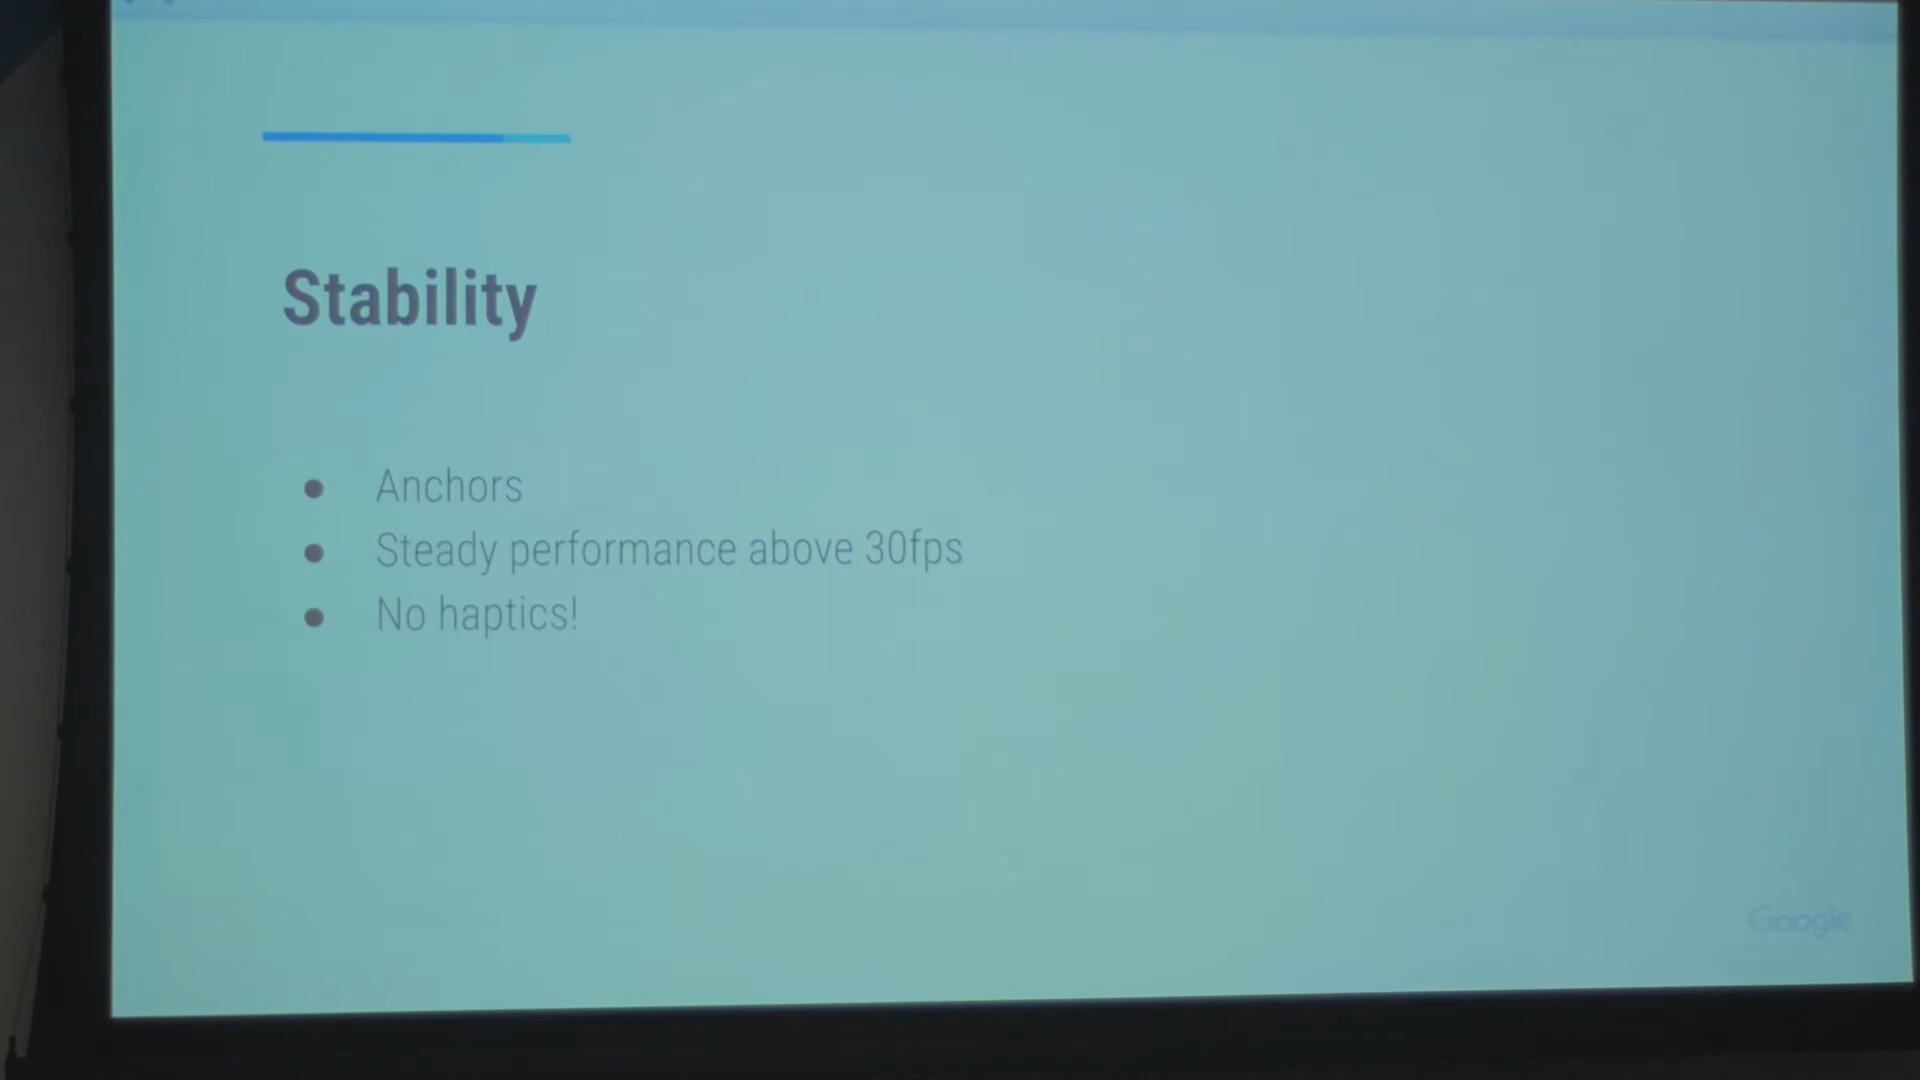 Stability
Anchors
Steady performance above 30fps
No haptics!
Google